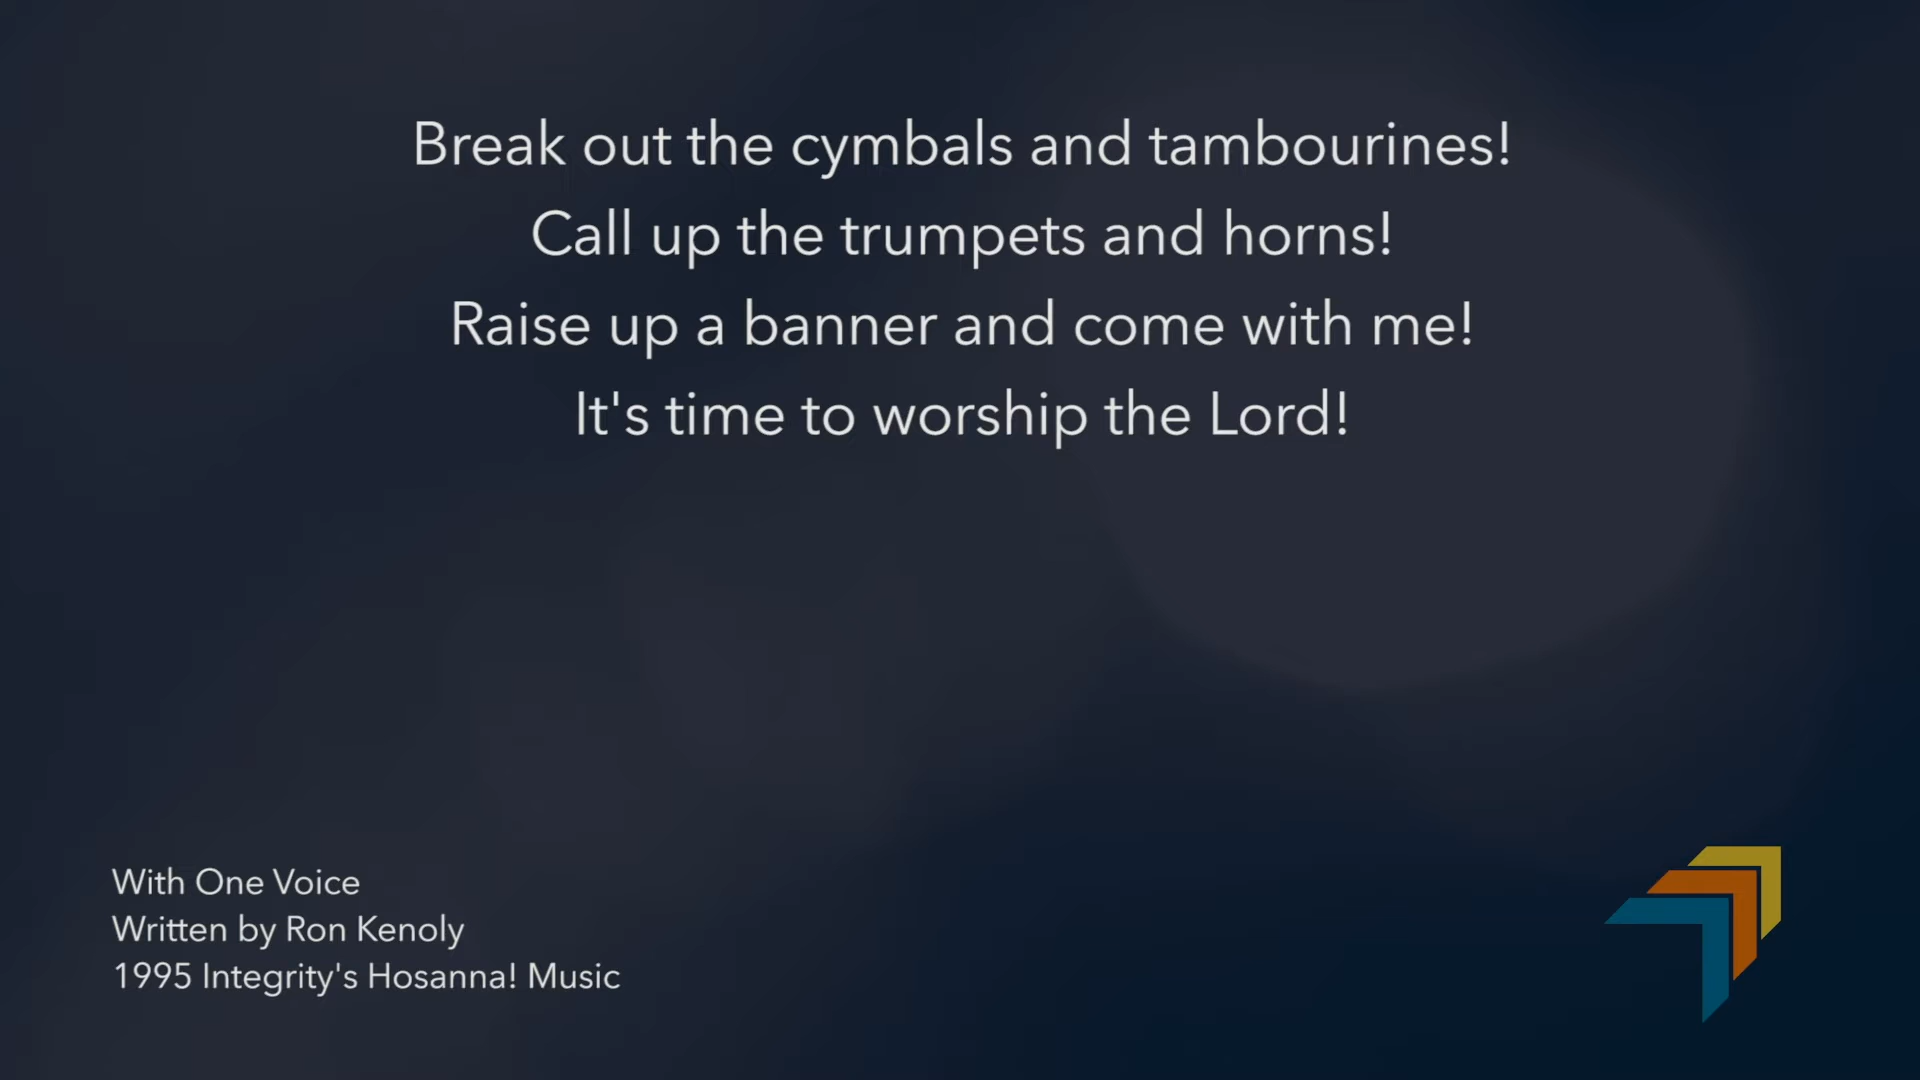 Break out the cymbals and tambourines!
Call up the trumpets and horns!
Raise up a banner and come with me!
It's time to worship the Lord!
With One Voice
Written by Ron Kenoly
1995 Integrity's Hosanna! Music